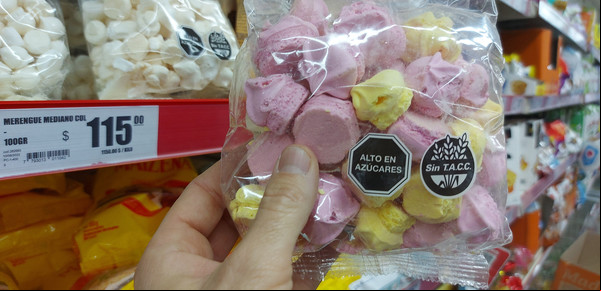 MERENGUE MEDIANO COL
-
100GR
$
115.00
ALTO EN
AZÚCARES
Sin T.A.C.C.